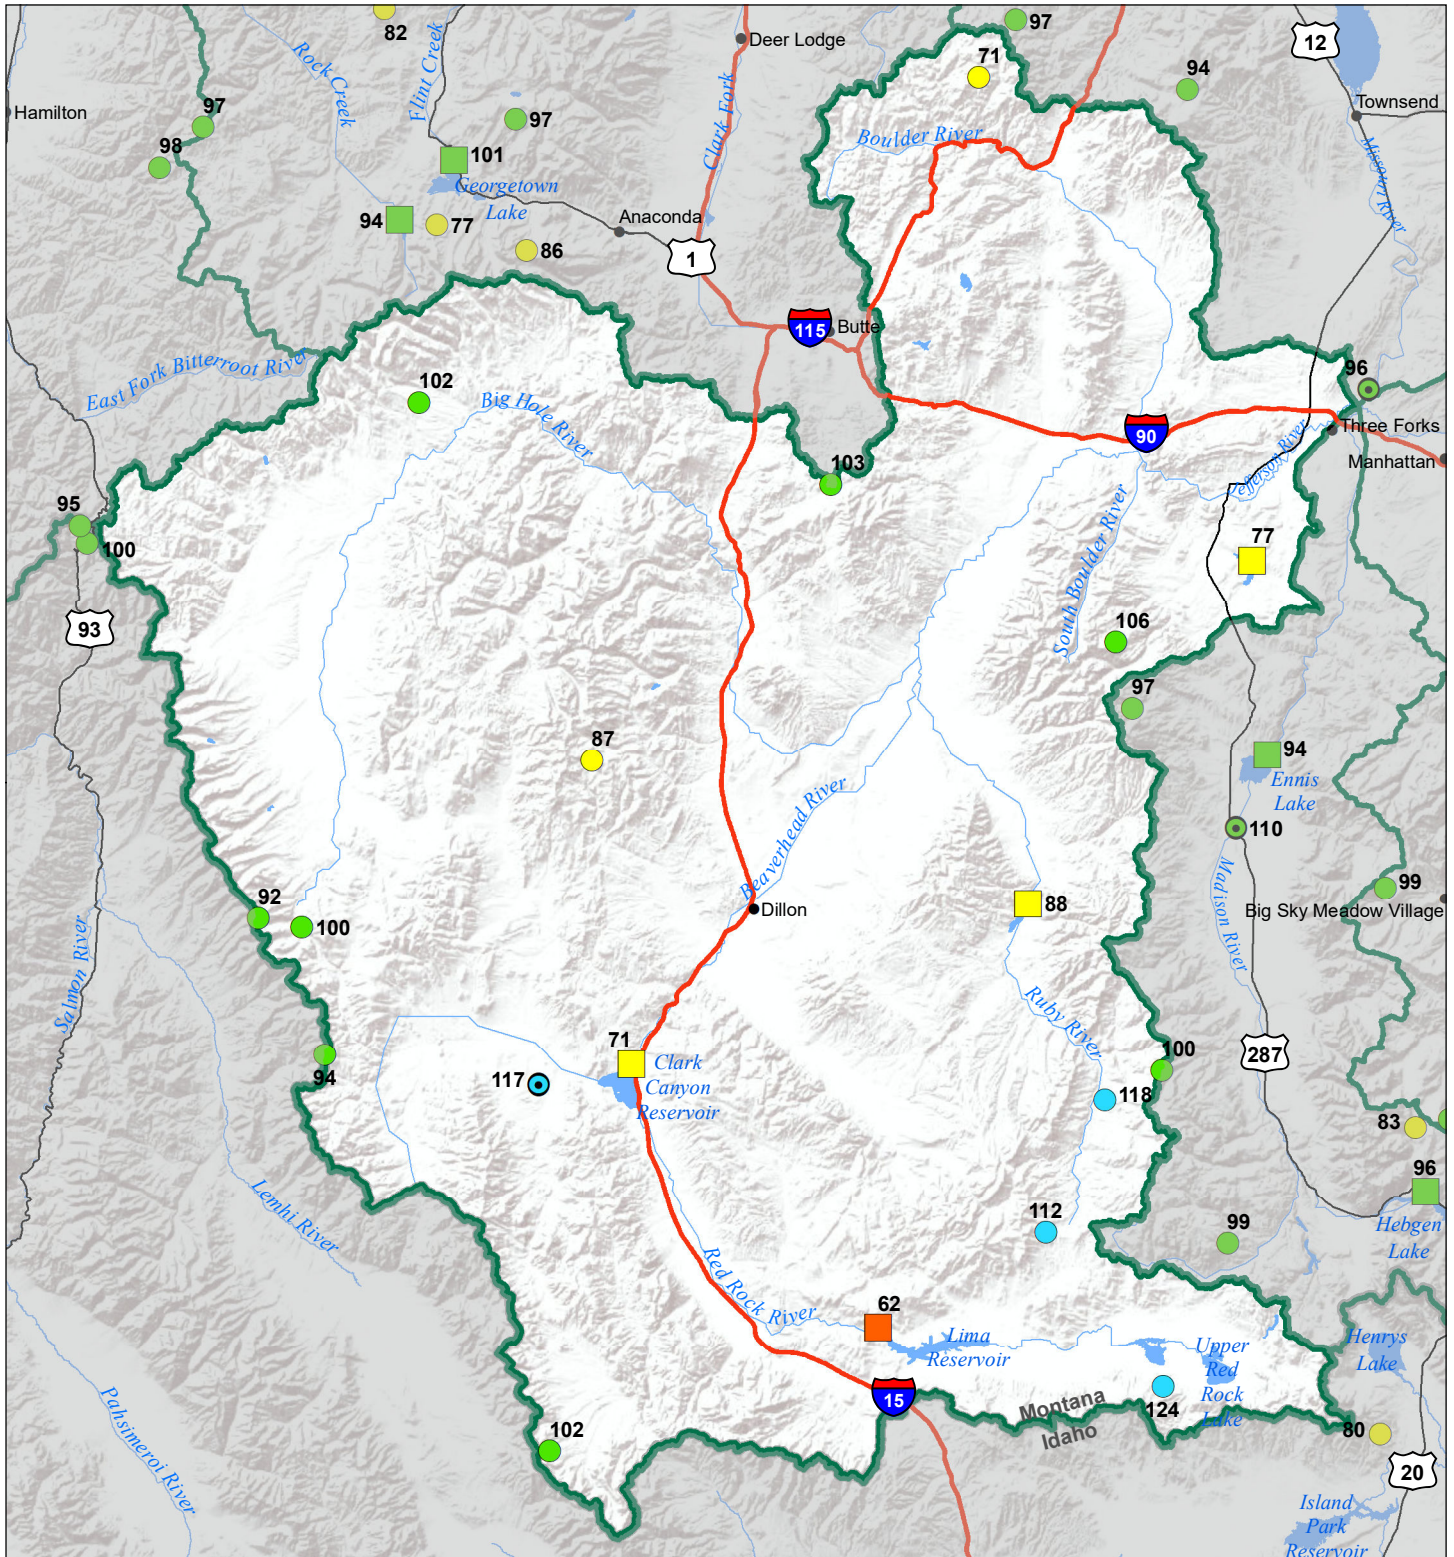 82
97
12
Rock Creek
Flint Creek
Deer Lodge
71
94
Clark Fork
Hamilton
97
97
Townsend
98
Boulder River
Missouri River
101
Georgetown
Lake
94
77
Anaconda
86
1
115
Butte
East Fork Bitterroot River
102
Big Hole River
96
90
Three Forks
Manhattan
Jefferson River
103
95
100
77
South Boulder River
93
106
97
87
94
Ennis
Lake
Beaverhead River
110
Madison River
99
88
Dillon
Big Sky Meadow Village
92
100
Salmon River
Ruby River
71
Clark
Canyon
Reservoir
94
117
100
287
118
83
96
Lemhi River
112
99
Hebgen
Lake
Red Rock River
62
Lima
Reservoir
Upper
Red
Rock
Lake
Henrys
Lake
15
Montana
Idaho
124
Pahsimeroi River
102
80
20
Island
Park
Reservoir